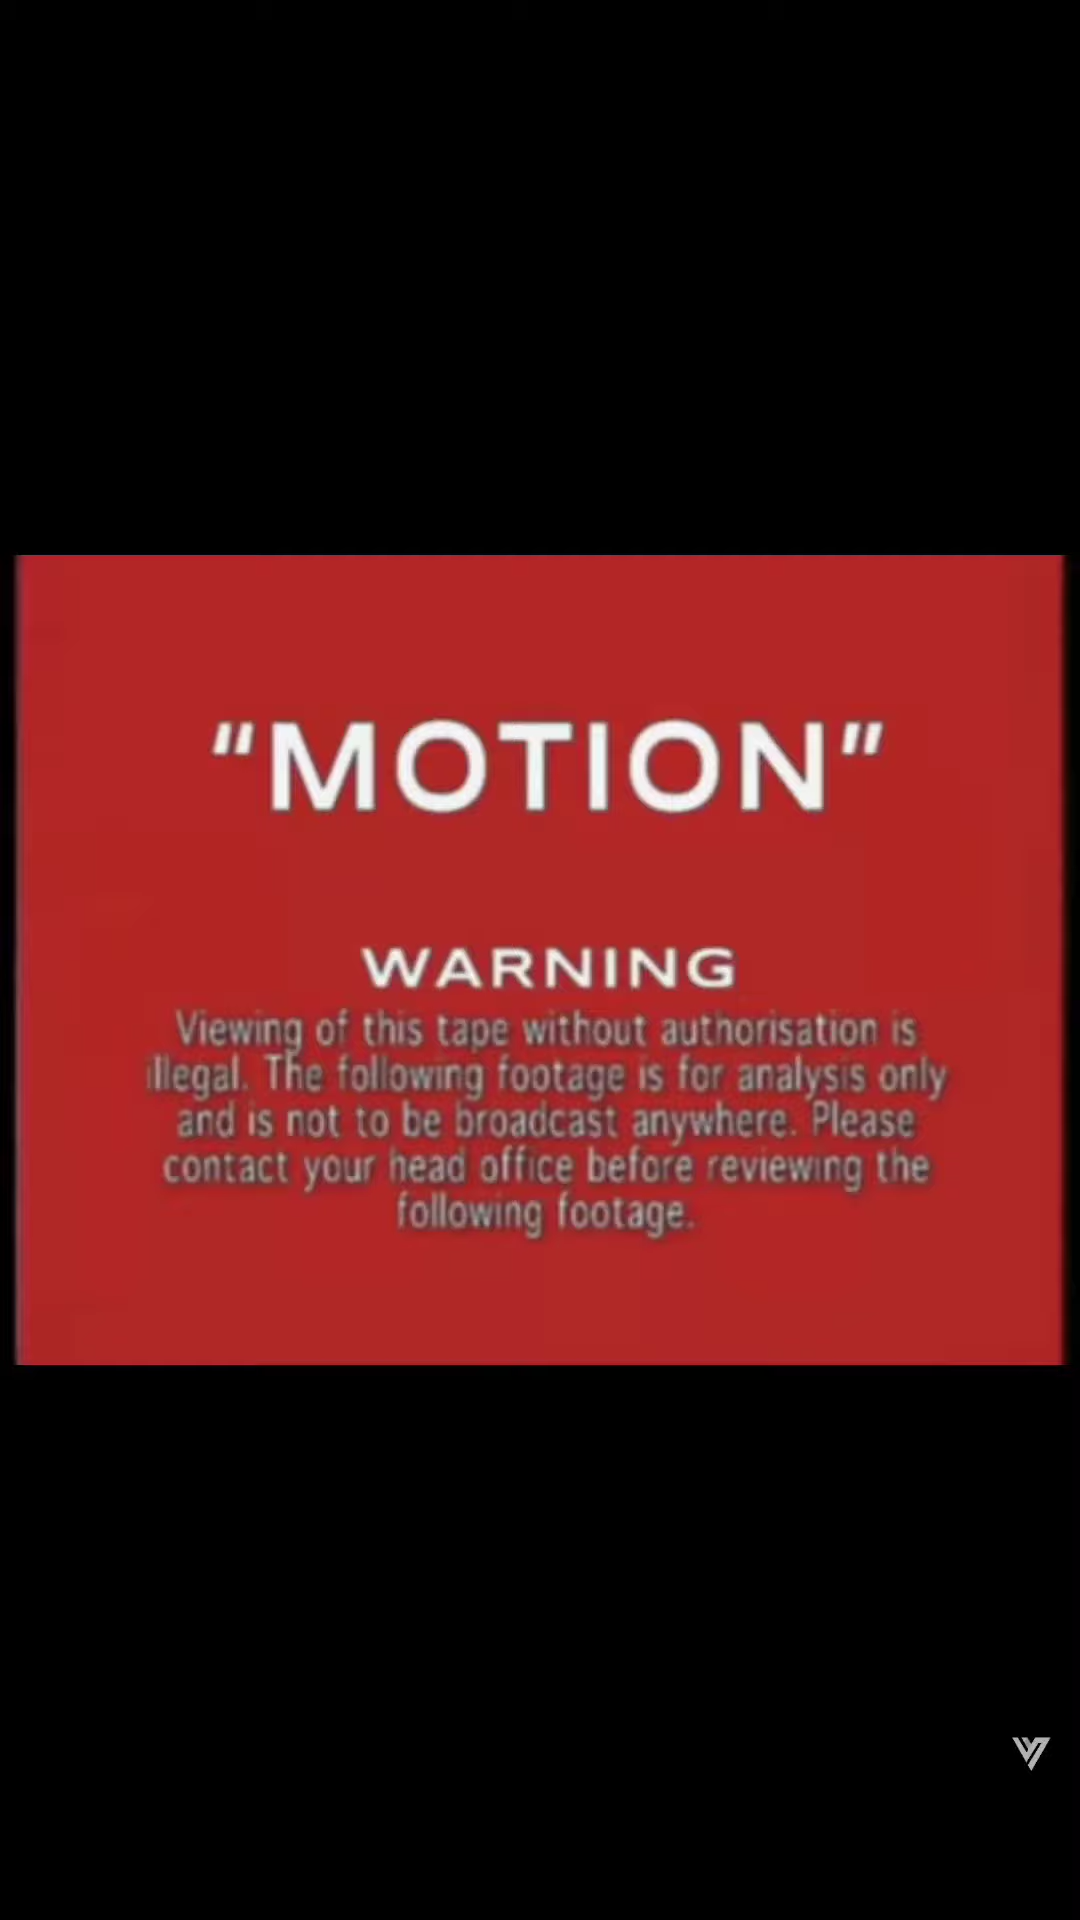 "MOTION"
WARNING
Viewing of this tape without authorisation is
illegal. The following footage is for analysis only
and is not to be broadcast anywhere. Please
contact your head office before reviewing the
following footage.